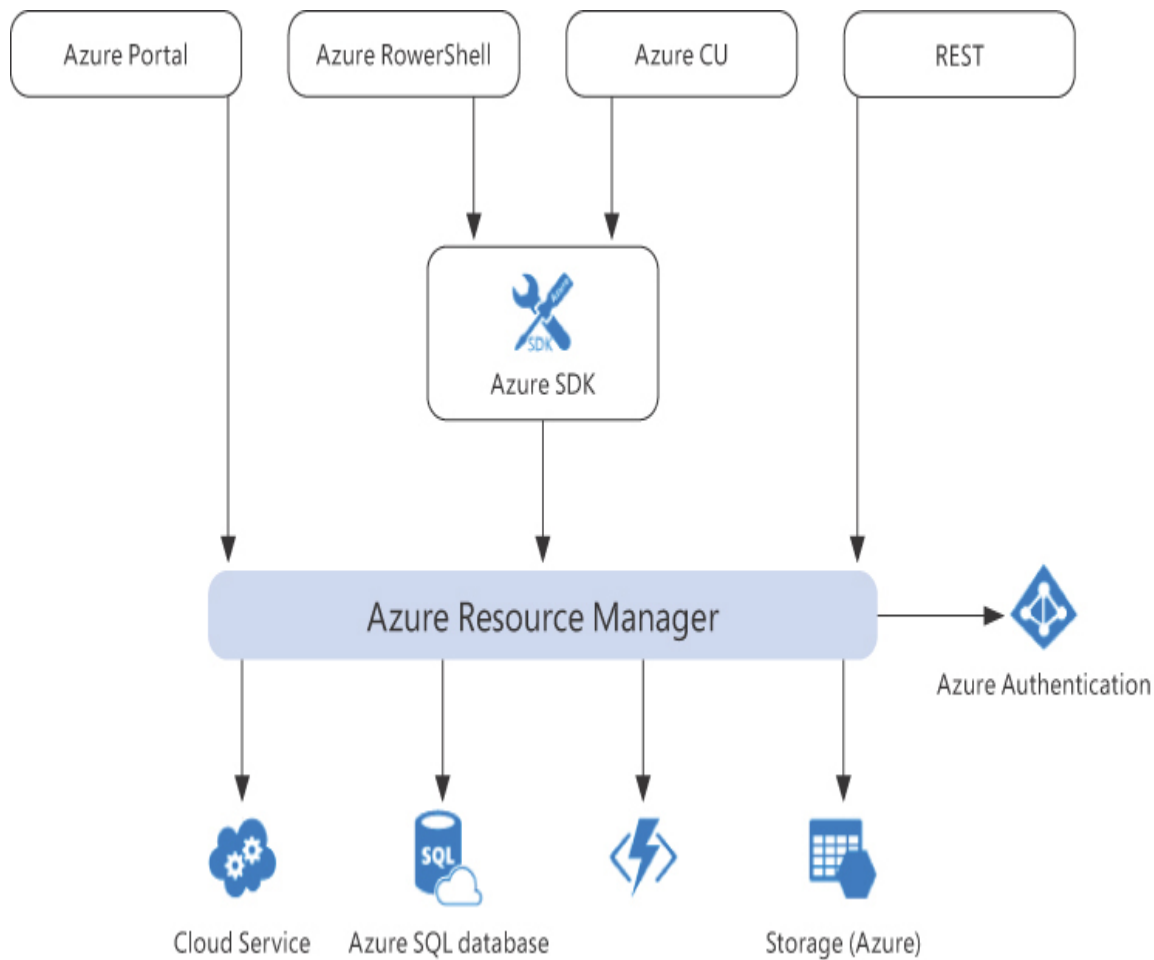 Azure Portal
Azure RowerShell
Azure CU
REST
Azure
SDK
Azure SDK
Azure Resource Manager
Azure Authentication
SQL
Cloud Service
Azure SQL database
Storage (Azure)